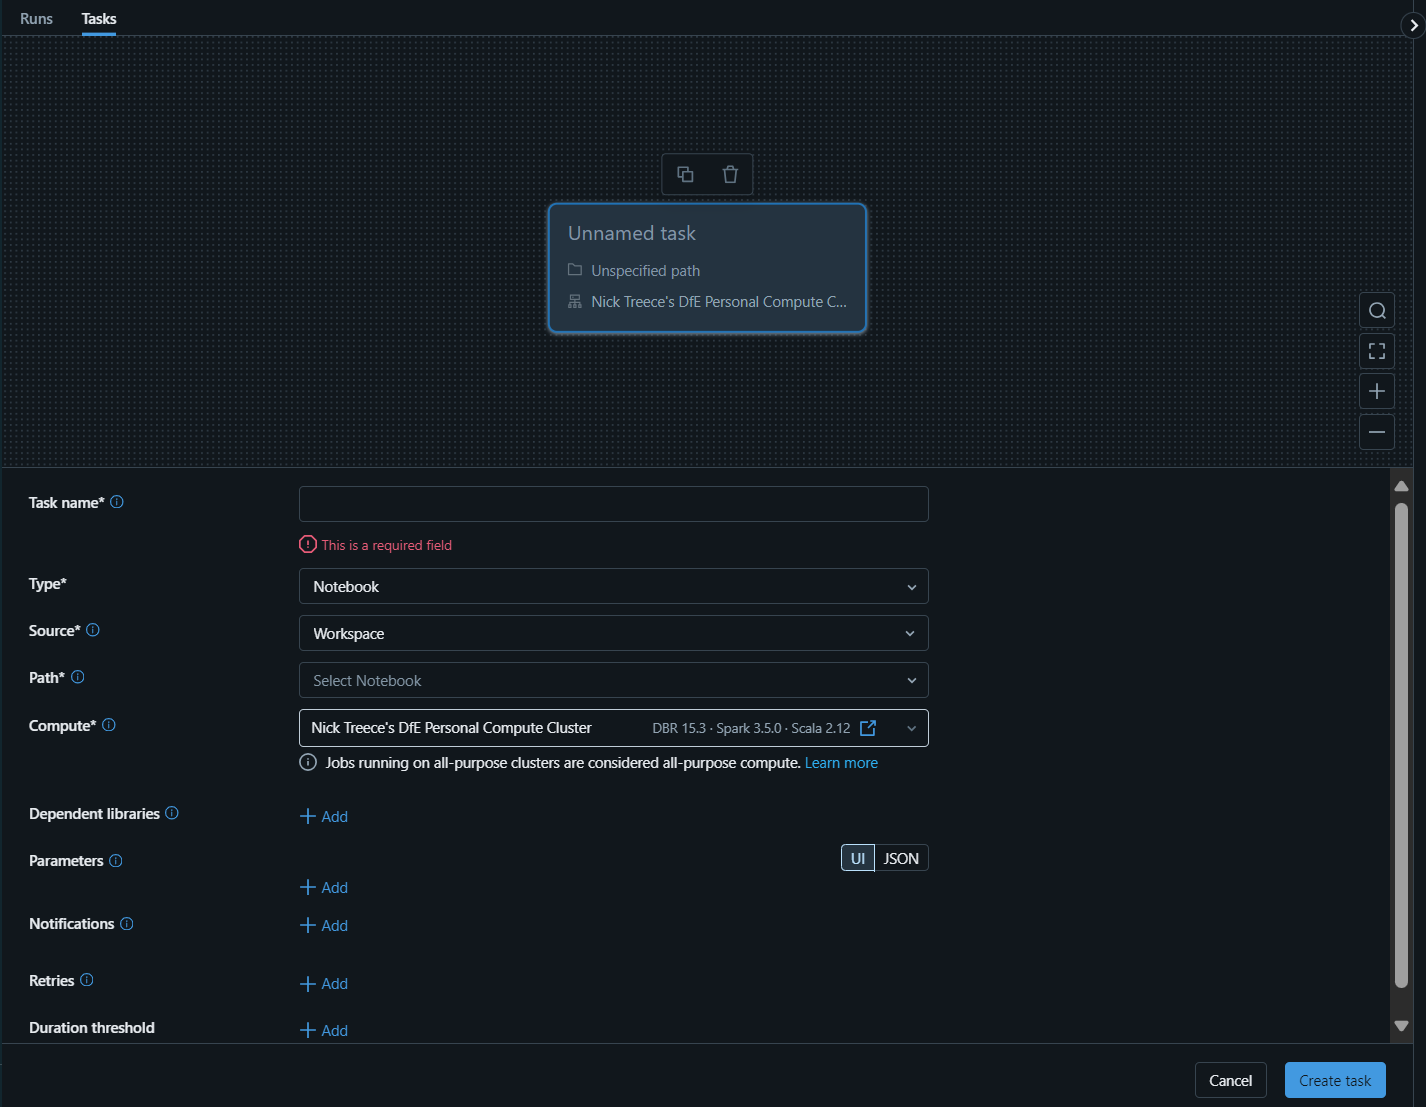 Runs Tasks
Unnamed task
Unspecified path
Nick Treece's DfE Personal Compute C...
Task name*
This is a required field
Type* Notebook
Source* Workspace
Path* Select Notebook
Compute* Nick Treece's DfE Personal Compute Cluster DBR 15.3 · Spark 3.5.0 · Scala 2.12
Jobs running on all-purpose clusters are considered all-purpose compute. Learn more
Dependent libraries + Add
Parameters UI JSON
+ Add
Notifications + Add
Retries + Add
Duration threshold + Add
Cancel Create task